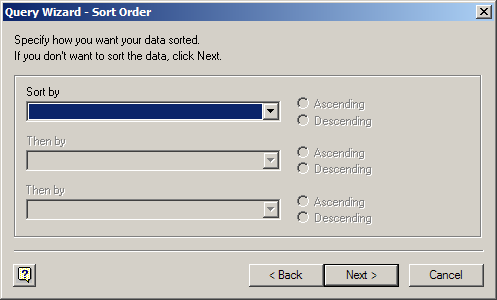 Query Wizard - Sort Order
Specify how you want your data sorted.
If you don't want to sort the data, click Next.
Sort by
Ascending
Descending
Then by
Ascending
Descending
Then by
Ascending
Descending
?
< Back
Next >
Cancel